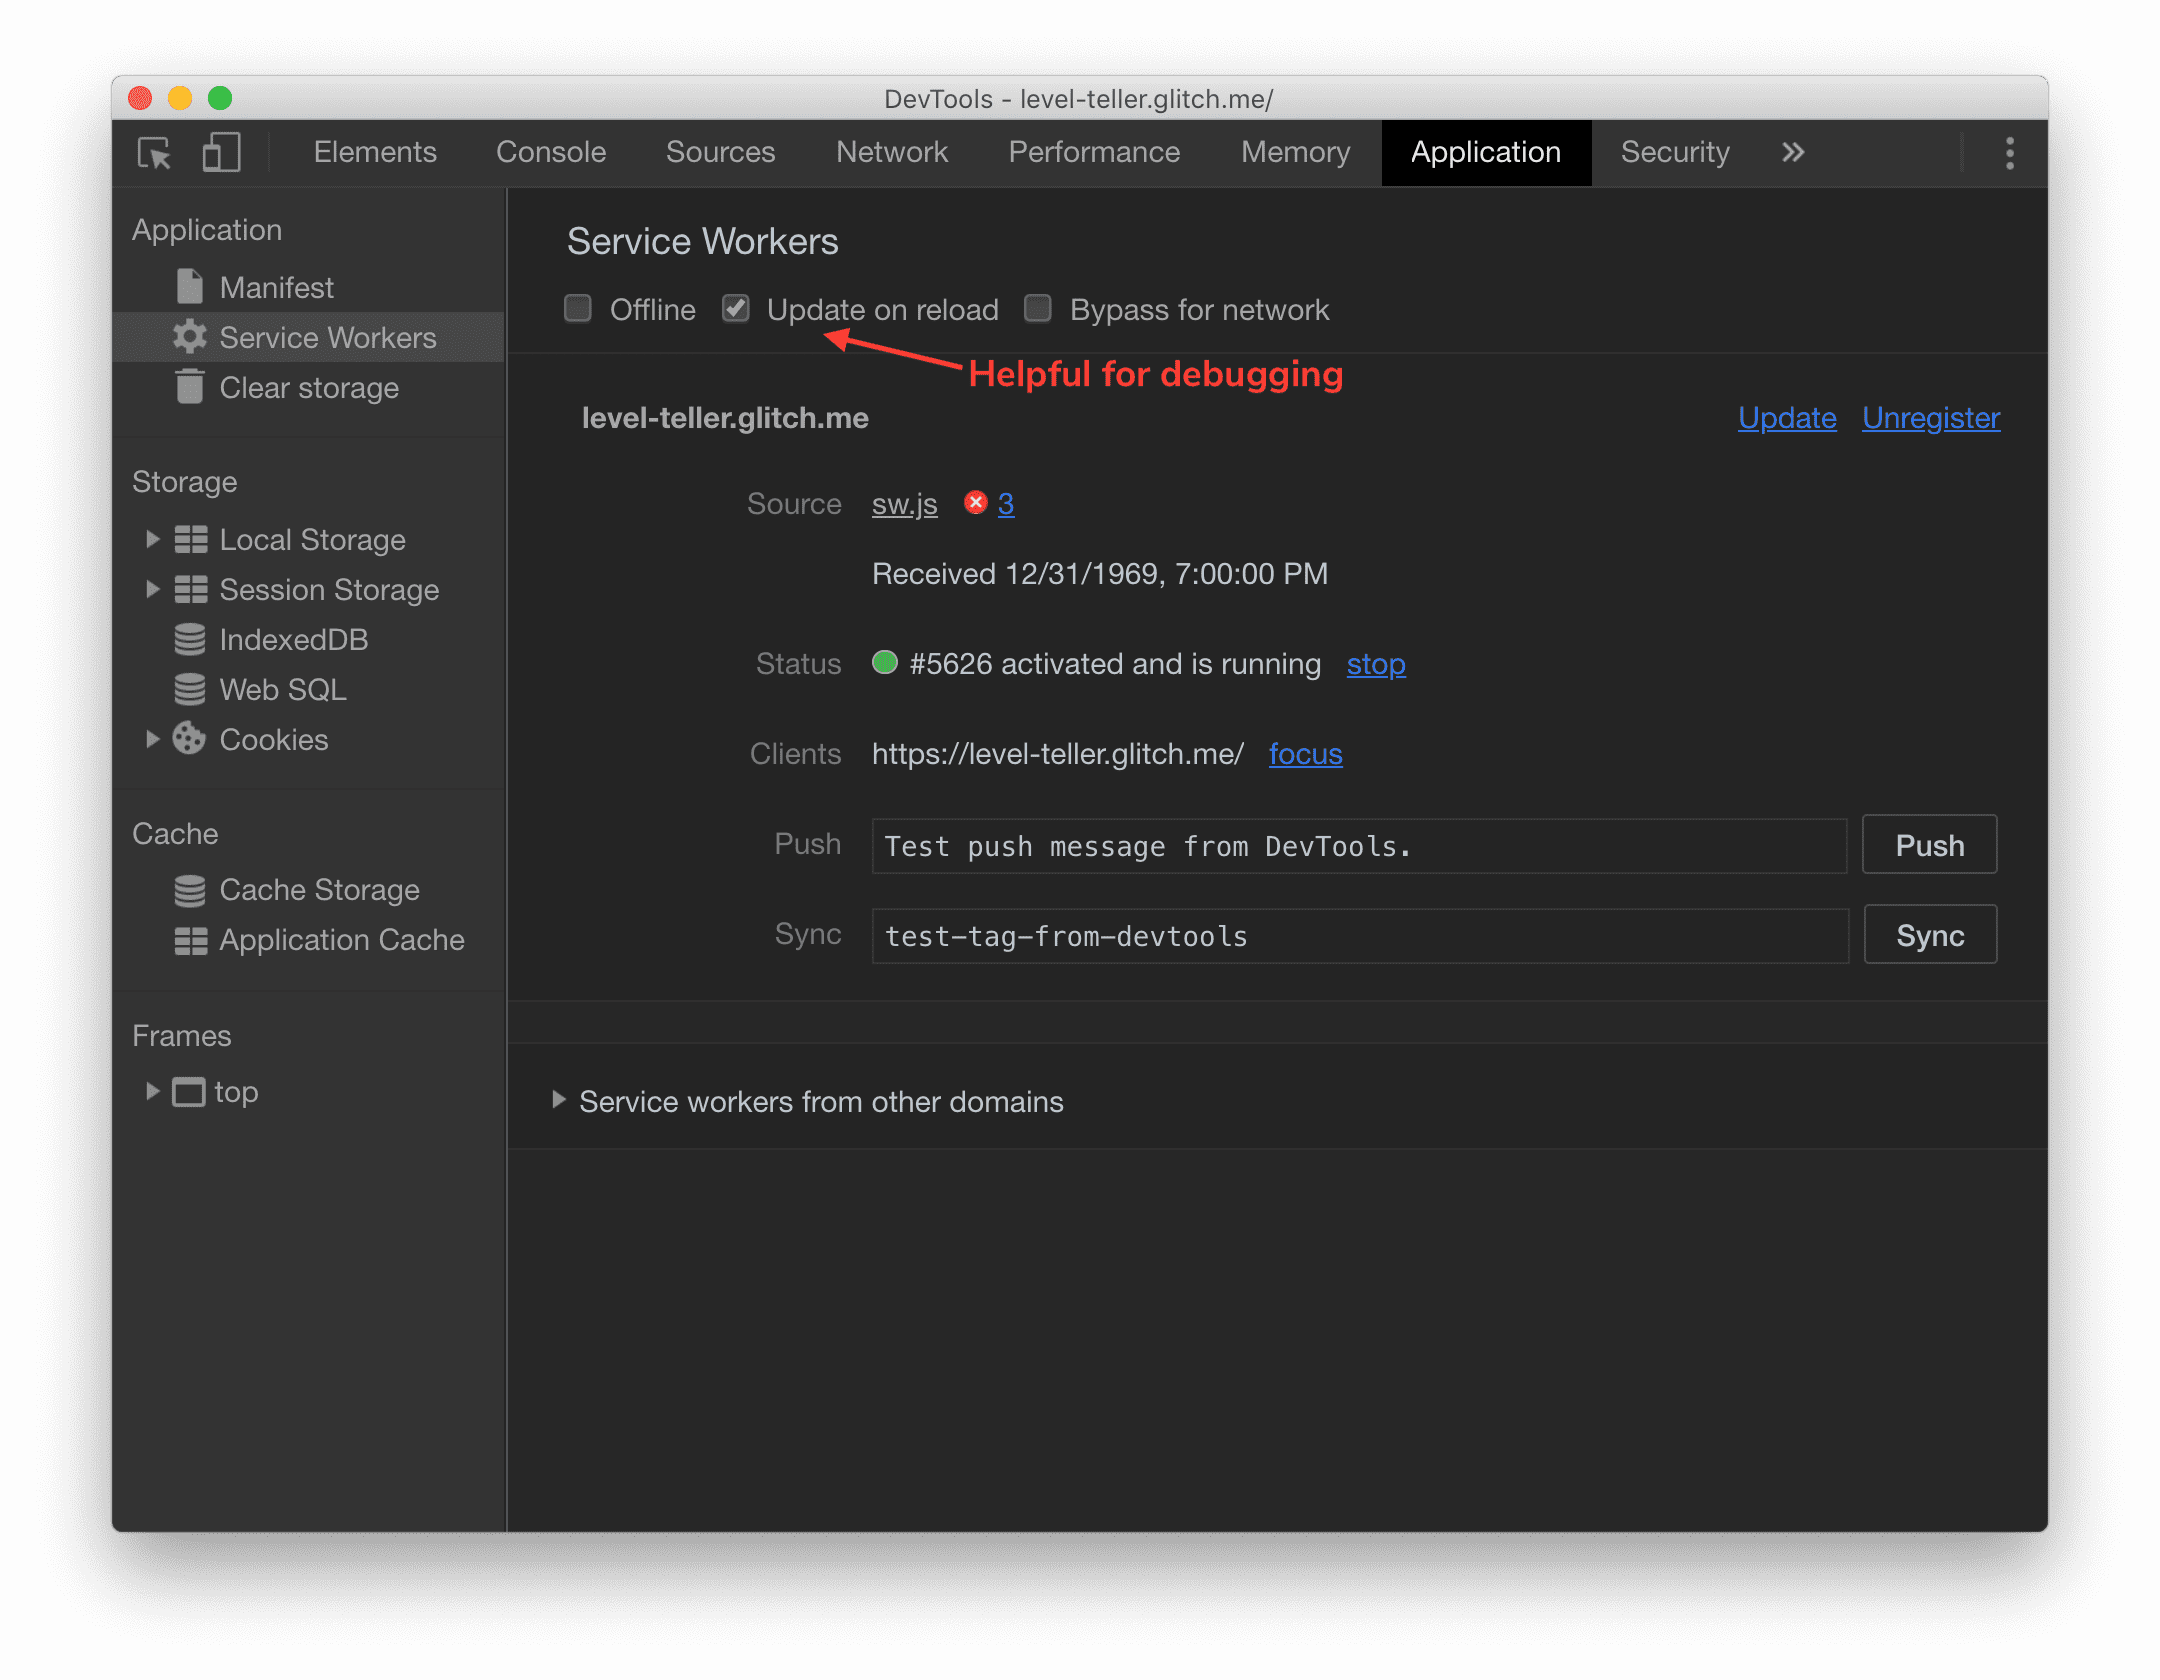 DevTools - level-teller.glitch.me/
Elements Console Sources Network Performance Memory Application Security »
Application
Manifest
Service Workers
Clear storage
Storage
Local Storage
Session Storage
IndexedDB
Web SQL
Cookies
Cache
Cache Storage
Application Cache
Frames
top
Service Workers
Offline Update on reload Bypass for network
Helpful for debugging
level-teller.glitch.me Update Unregister
Source sw.js 3
Received 12/31/1969, 7:00:00 PM
Status #5626 activated and is running stop
Clients https://level-teller.glitch.me/ focus
Push Test push message from DevTools. Push
Sync test-tag-from-devtools Sync
Service workers from other domains